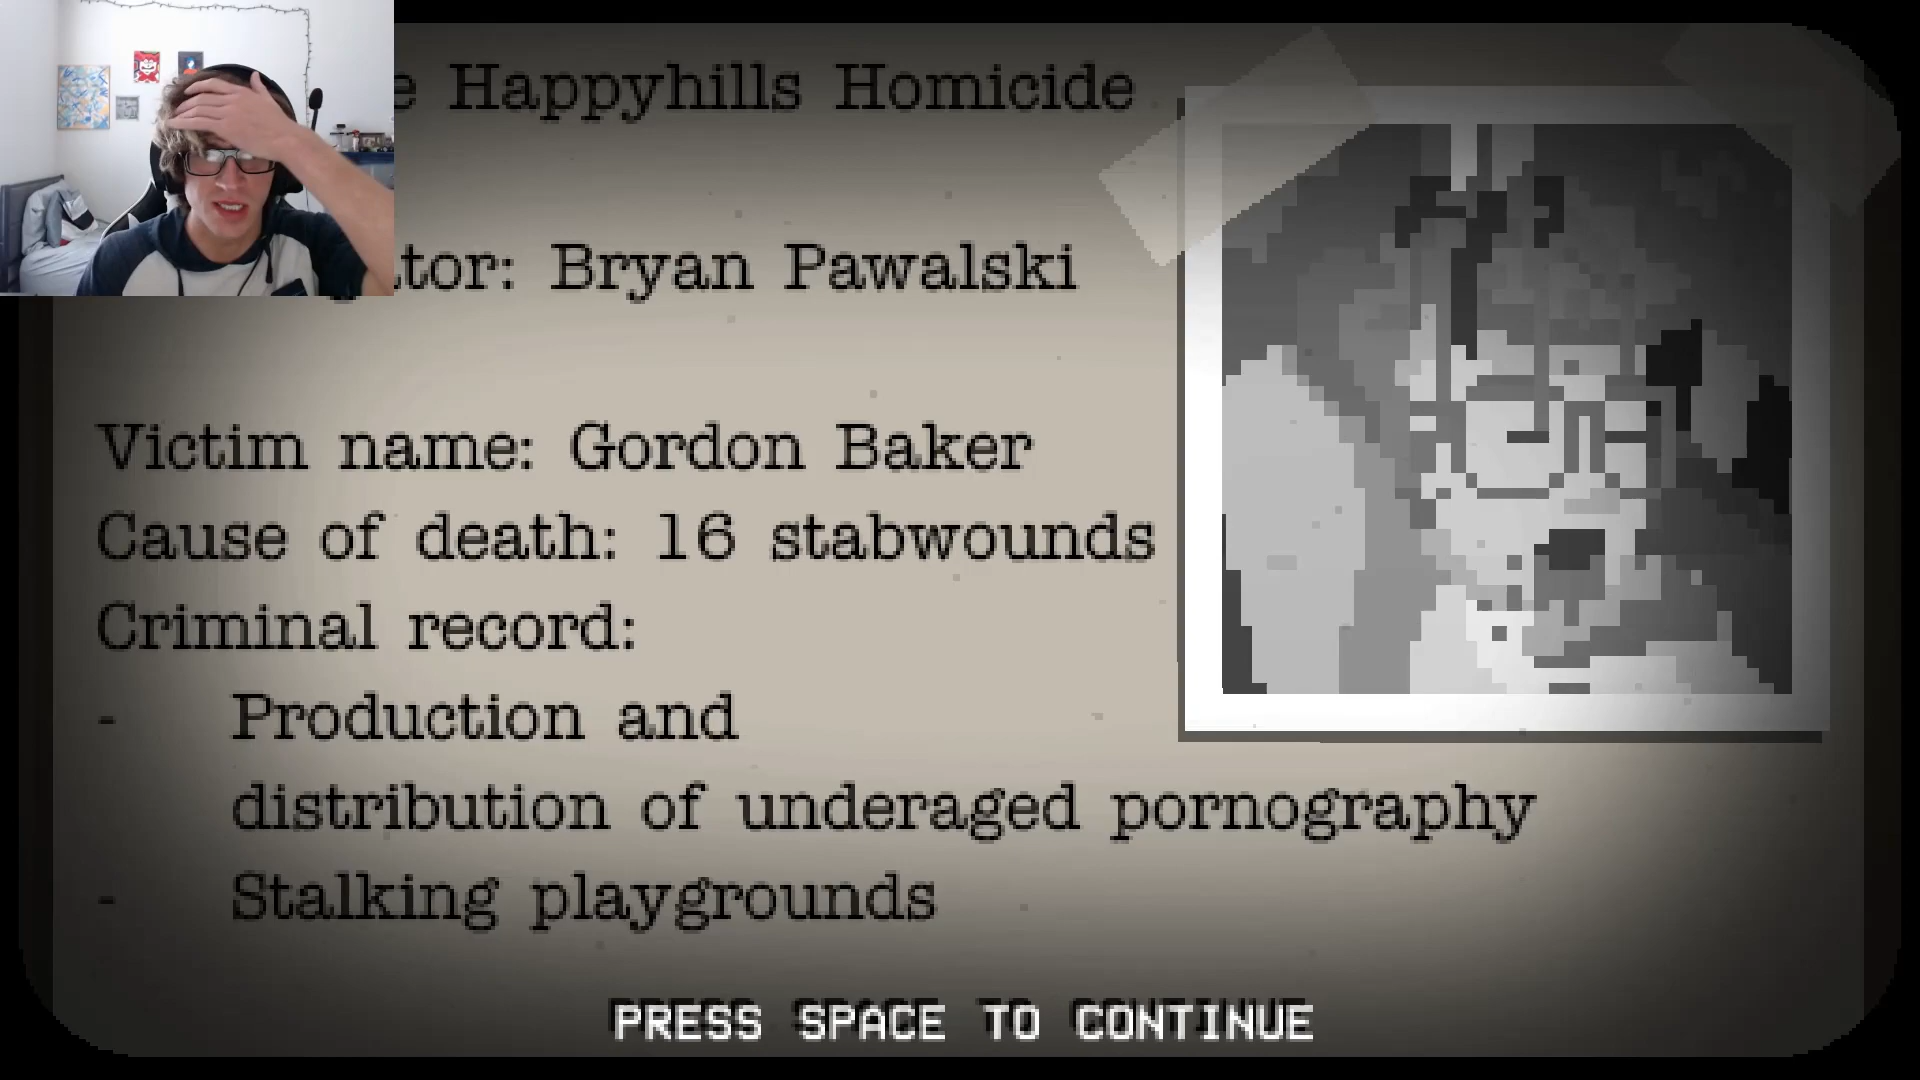 Happyhills Homicide
Bryan Pawalski
Victim name: Gordon Baker
Cause of death: 16 stabwounds
Criminal record:
- Production and
distribution of underaged pornography
- Stalking playgrounds
PRESS SPACE TO CONTINUE